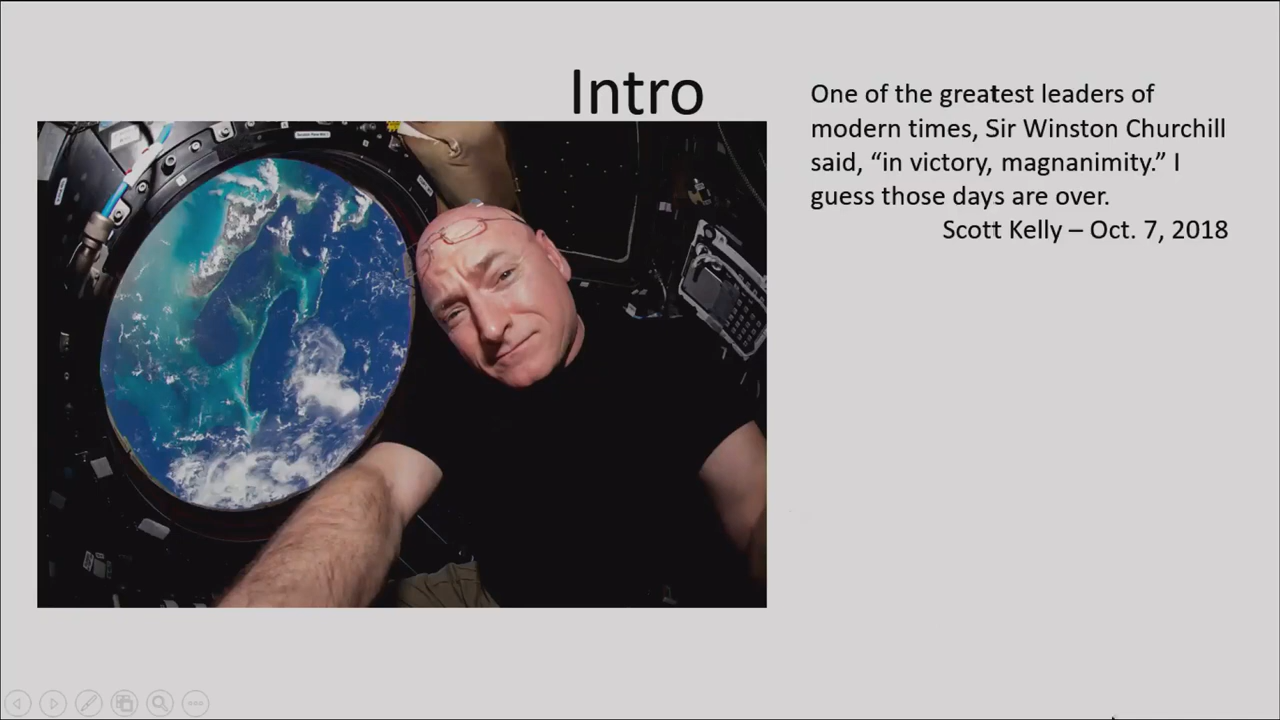 Intro
One of the greatest leaders of
modern times, Sir Winston Churchill
said, “in victory, magnanimity.” I
guess those days are over.
Scott Kelly – Oct. 7, 2018